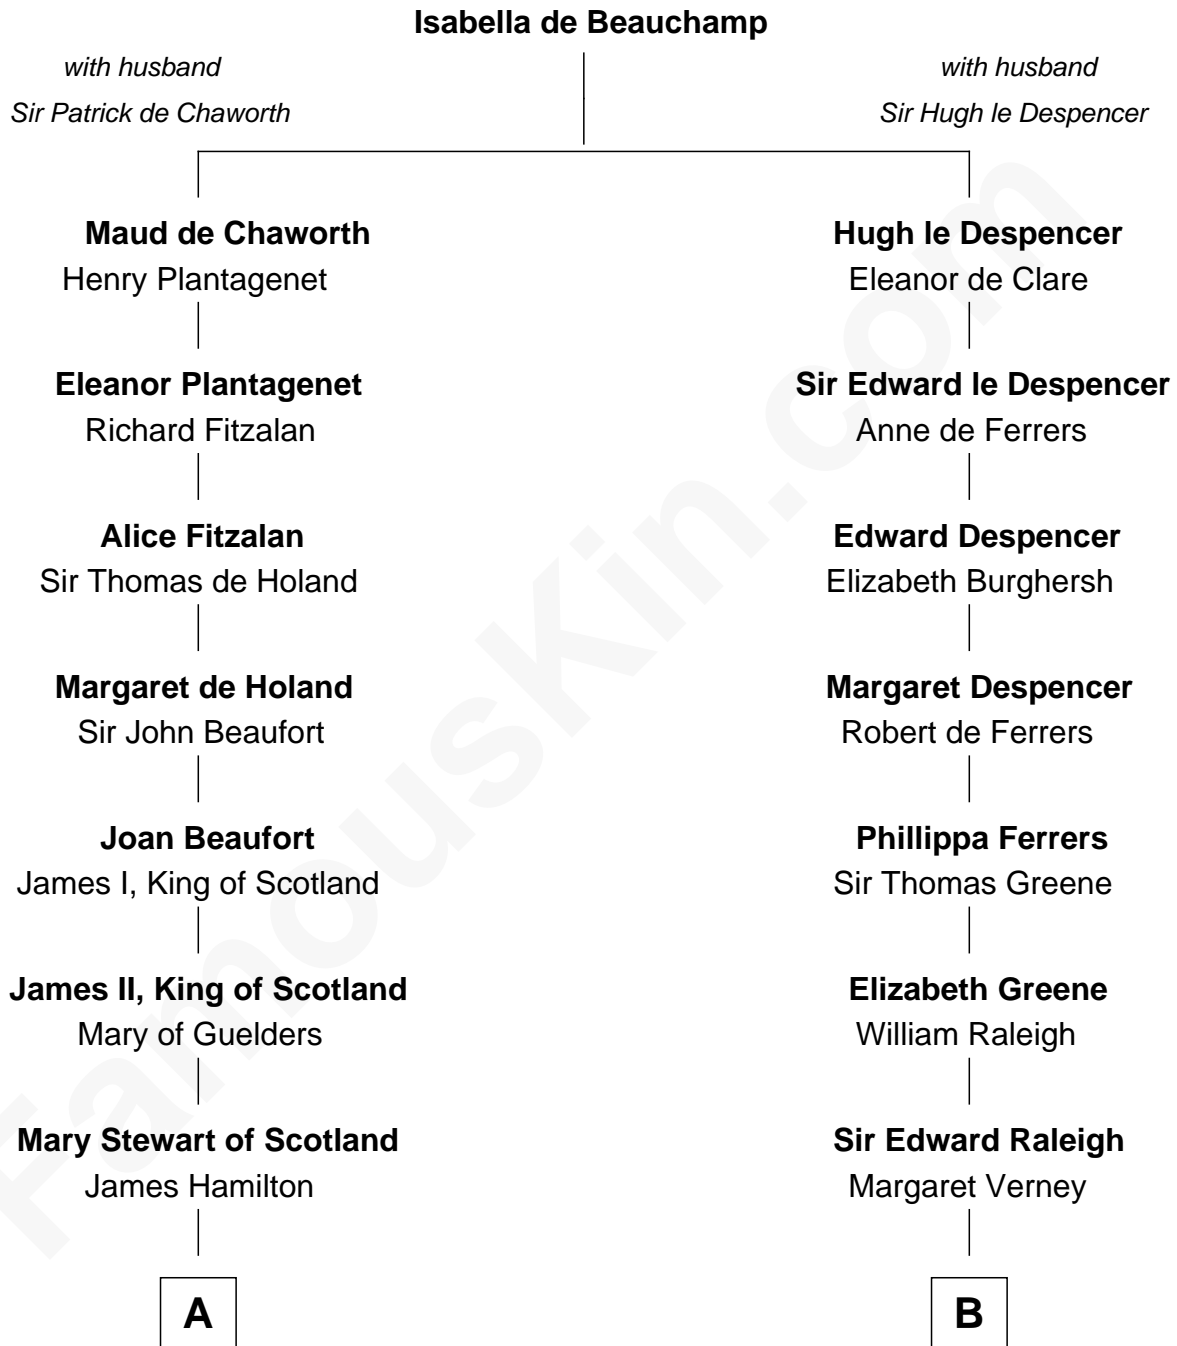 Isabella de Beauchamp
with husband
Sir Patrick de Chaworth
with husband
Sir Hugh le Despencer
Maud de Chaworth
Henry Plantagenet
Hugh le Despencer
Eleanor de Clare
Eleanor Plantagenet
Richard Fitzalan
Sir Edward le Despencer
Anne de Ferrers
Alice Fitzalan
Sir Thomas de Holand
Edward Despencer
Elizabeth Burghersh
Margaret de Holand
Sir John Beaufort
Margaret Despencer
Robert de Ferrers
Joan Beaufort
James I, King of Scotland
Phillippa Ferrers
Sir Thomas Greene
James II, King of Scotland
Mary of Guelders
Elizabeth Greene
William Raleigh
Mary Stewart of Scotland
James Hamilton
Sir Edward Raleigh
Margaret Verney
A
B
FamousKin.com